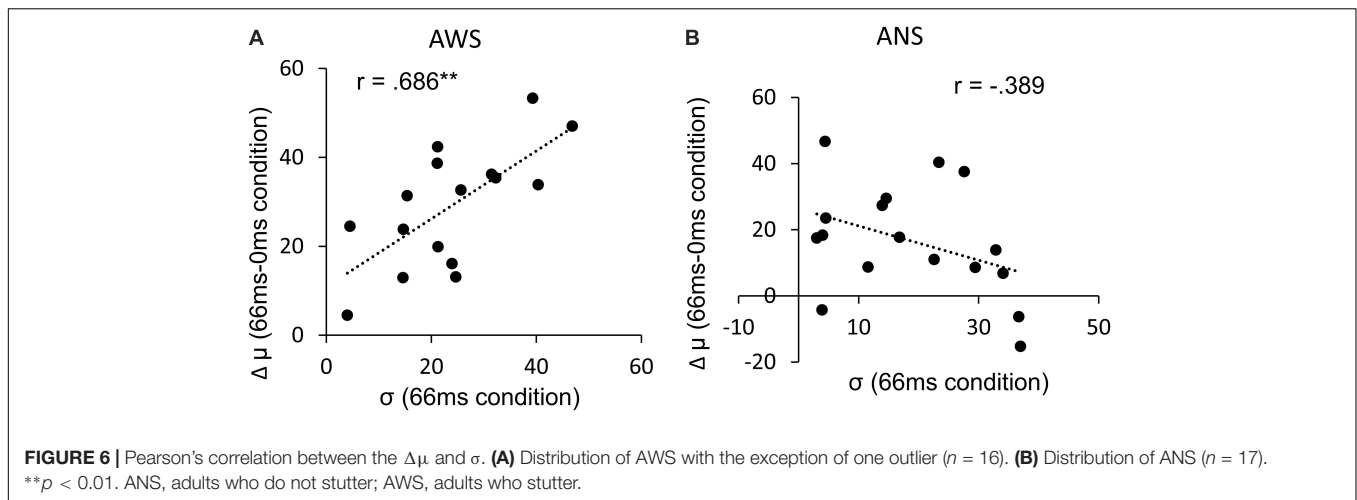 A
AWS
r = .686**
60
40
20
0
0 20 40 60
Δ μ (66ms-0ms condition)
σ (66ms condition)
B
ANS
r = -.389
60
40
20
0
-20
-10 10 30 50
Δ μ (66ms-0ms condition)
σ (66ms condition)
FIGURE 6 | Pearson's correlation between the Δμ and σ. (A) Distribution of AWS with the exception of one outlier (n = 16). (B) Distribution of ANS (n = 17).
**p < 0.01. ANS, adults who do not stutter; AWS, adults who stutter.